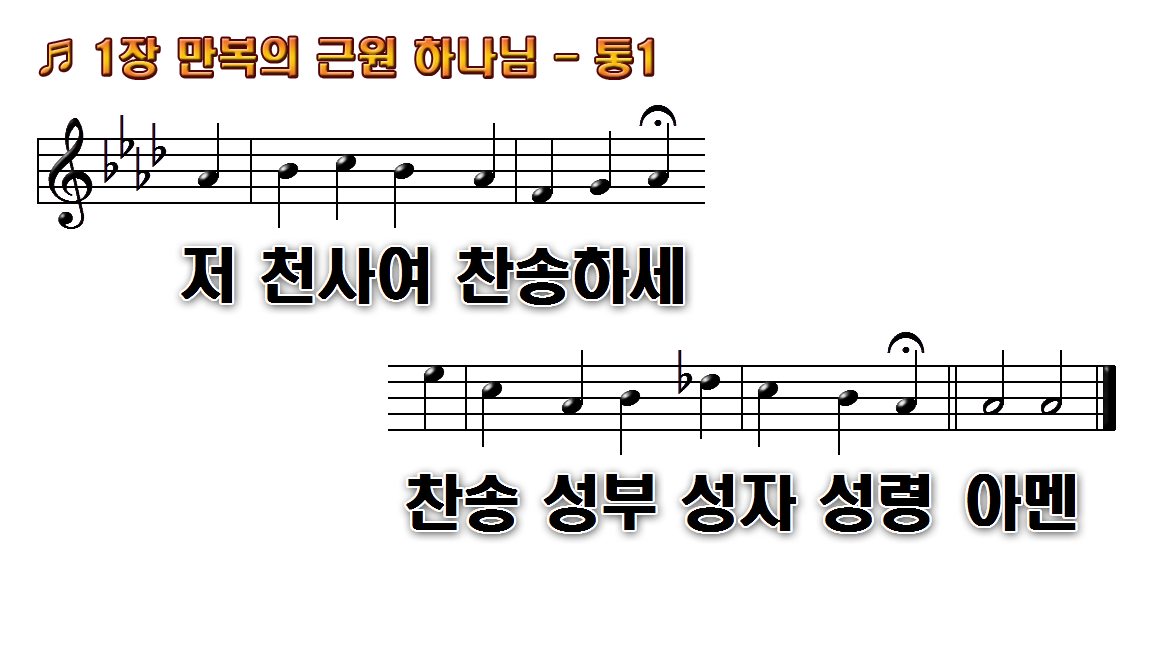 ♬ 1장 만복의 근원 하나님 - 통1
저 천사여 찬송하세
찬송 성부 성자 성령 아멘